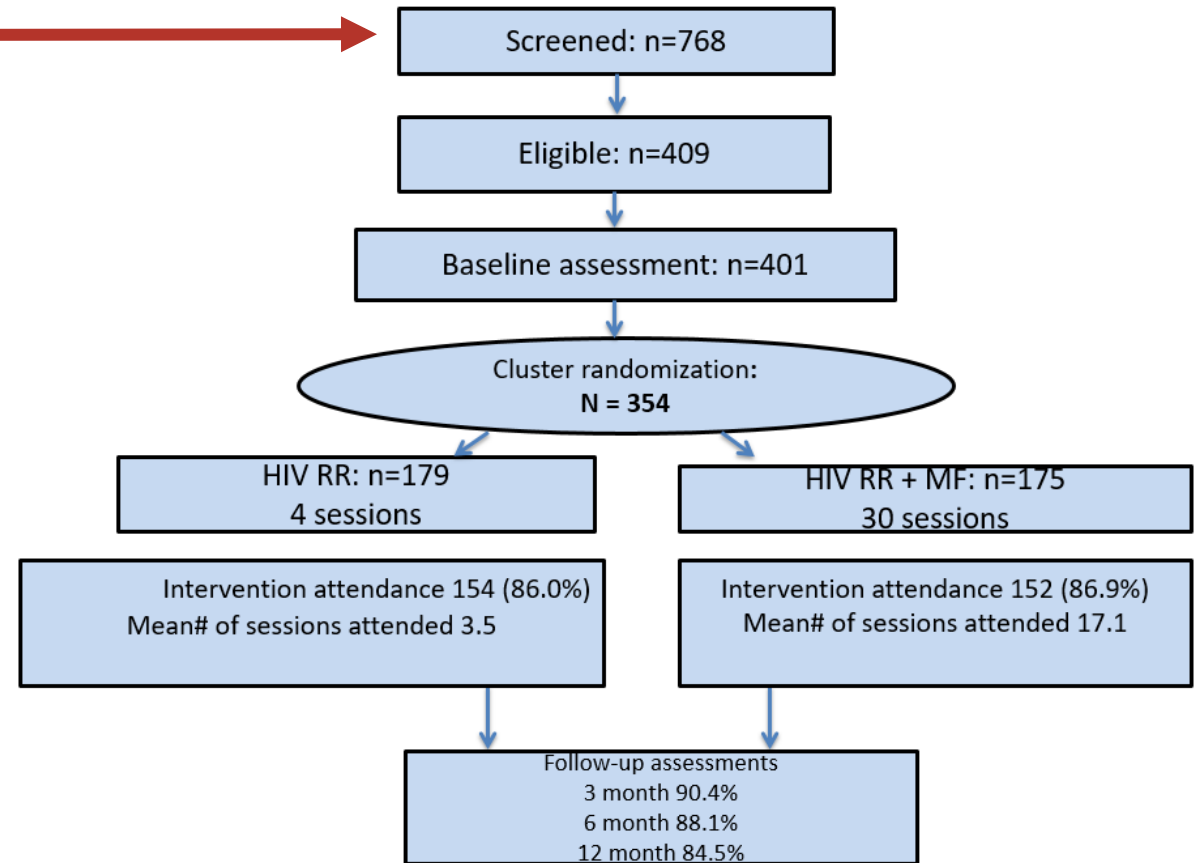 Screened: n=768
Eligible: n=409
Baseline assessment: n=401
Cluster randomization:
N = 354
HIV RR: n=179
4 sessions
HIV RR + MF: n=175
30 sessions
Intervention attendance 154 (86.0%)
Mean# of sessions attended 3.5
Intervention attendance 152 (86.9%)
Mean# of sessions attended 17.1
Follow-up assessments
3 month 90.4%
6 month 88.1%
12 month 84.5%